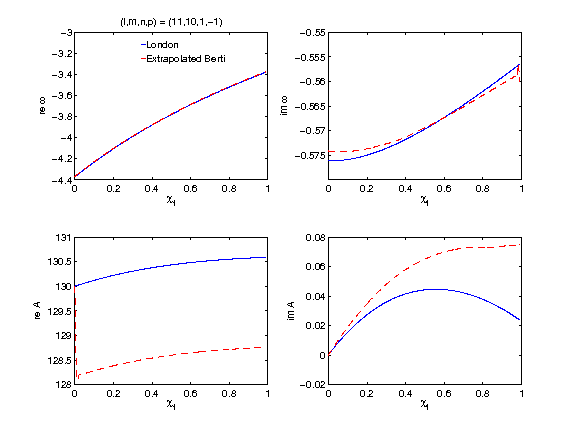 (l,m,n,p) = (11,10,1,−1)
−3
−3.2
−3.4
−3.6
−3.8
−4
−4.2
−4.4
re ω
London
Extrapolated Berti
0 0.2 0.4 0.6 0.8 1
χf
−0.55
−0.555
−0.56
−0.565
−0.57
−0.575
im ω
0 0.2 0.4 0.6 0.8 1
χf
131
130.5
130
129.5
129
128.5
128
re A
0 0.2 0.4 0.6 0.8 1
χf
0.08
0.06
0.04
0.02
0
−0.02
im A
0 0.2 0.4 0.6 0.8 1
χf